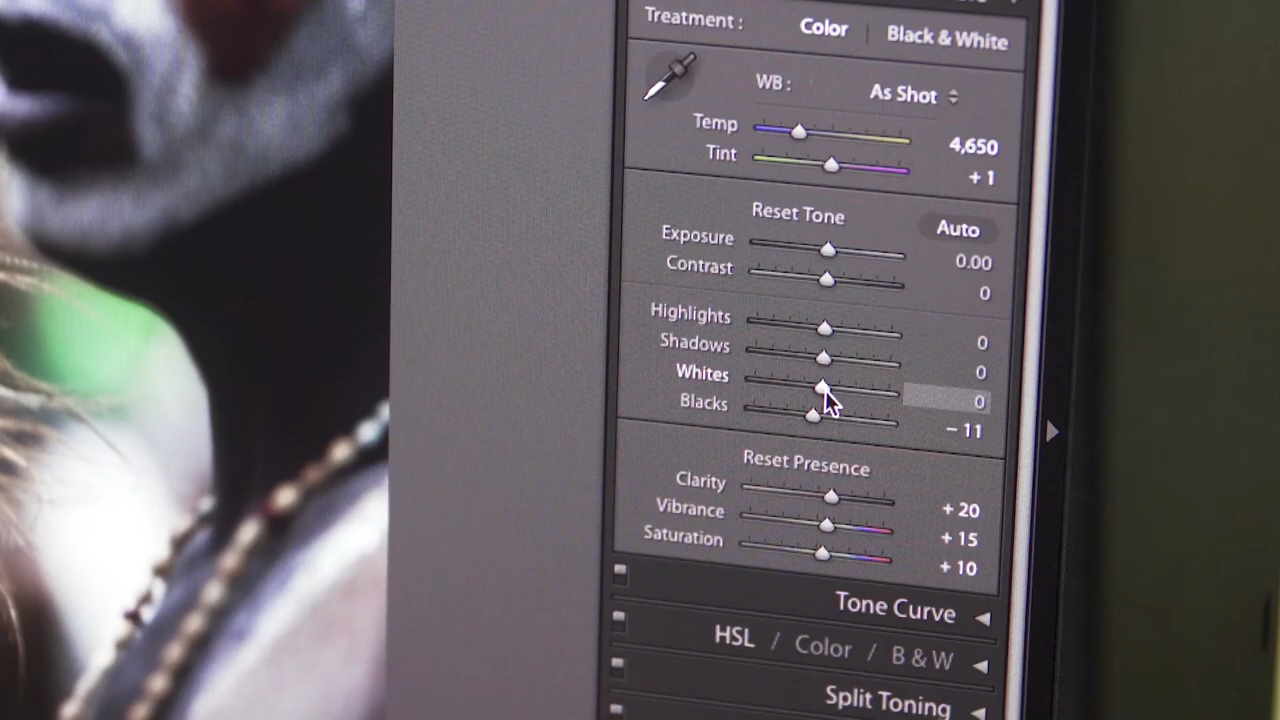 Treatment : Color | Black & White
WB : As Shot
Temp 4,650
Tint + 1
Reset Tone Auto
Exposure 0.00
Contrast 0
Highlights 0
Shadows 0
Whites 0
Blacks − 11
Reset Presence
Clarity + 20
Vibrance + 15
Saturation + 10
Tone Curve
HSL / Color / B & W
Split Toning